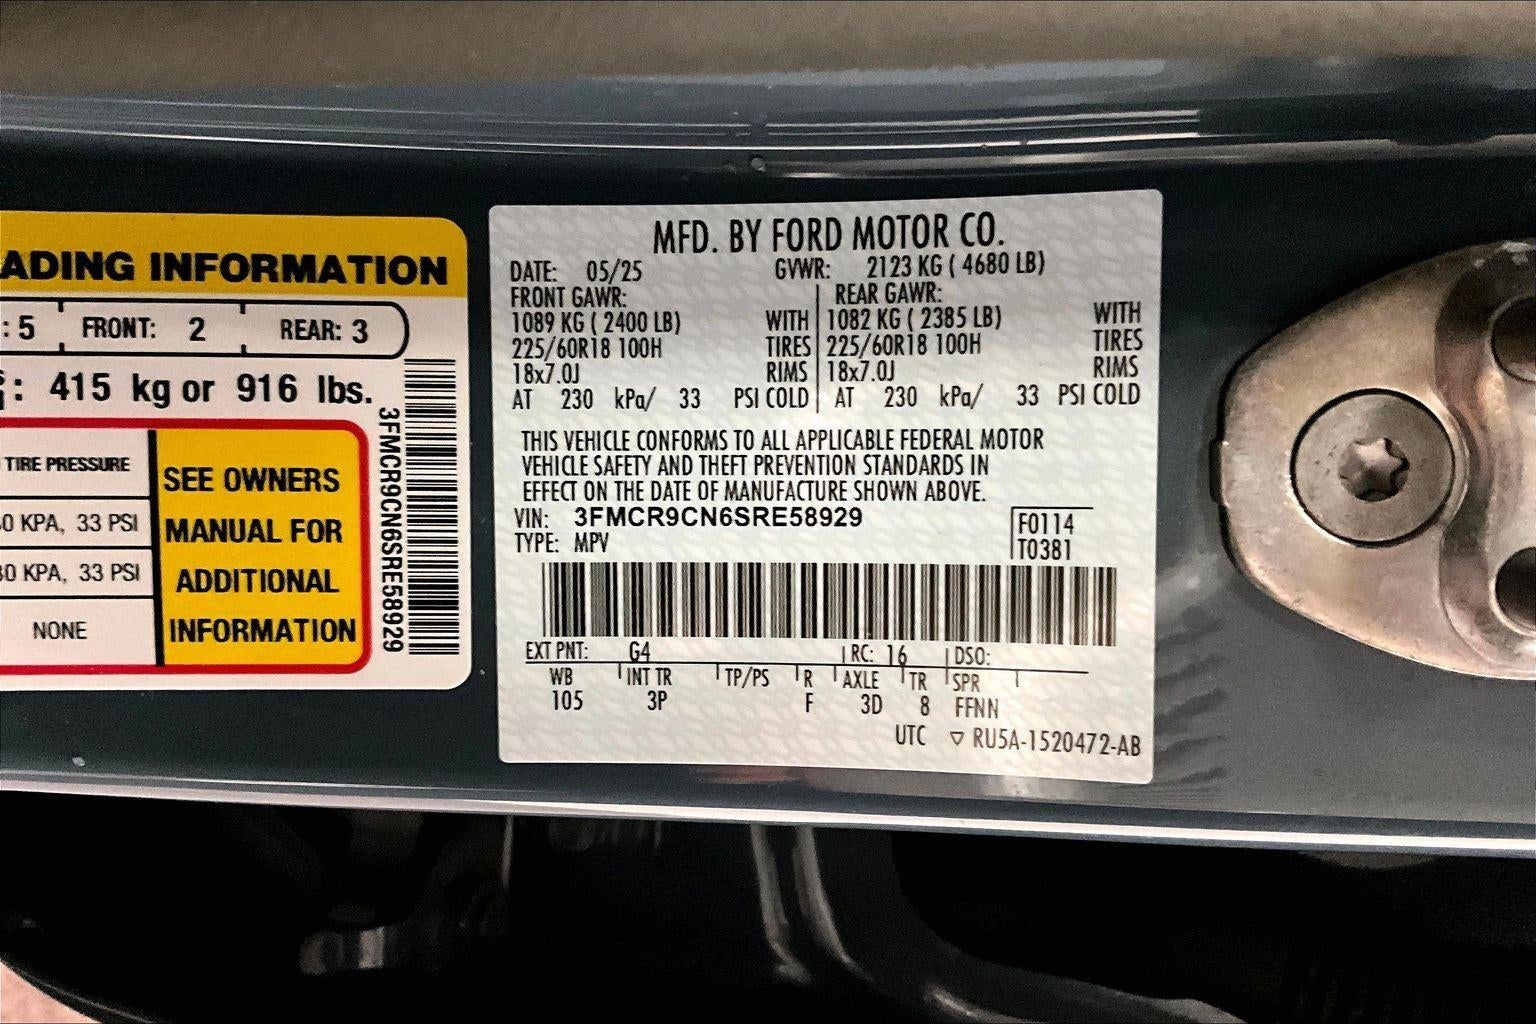 ADING INFORMATION
: 5 FRONT: 2 REAR: 3
: 415 kg or 916 lbs.
3FMCR9CN6SRE58929
TIRE PRESSURE
0 KPA, 33 PSI
30 KPA, 33 PSI
NONE
SEE OWNERS
MANUAL FOR
ADDITIONAL
INFORMATION
MFD. BY FORD MOTOR CO.
DATE: 05/25 GVWR: 2123 KG ( 4680 LB)
FRONT GAWR: REAR GAWR:
1089 KG ( 2400 LB) WITH 1082 KG ( 2385 LB) WITH
225/60R18 100H TIRES 225/60R18 100H TIRES
18x7.0J RIMS 18x7.0J RIMS
AT 230 kPa/ 33 PSI COLD AT 230 kPa/ 33 PSI COLD
THIS VEHICLE CONFORMS TO ALL APPLICABLE FEDERAL MOTOR
VEHICLE SAFETY AND THEFT PREVENTION STANDARDS IN
EFFECT ON THE DATE OF MANUFACTURE SHOWN ABOVE.
VIN: 3FMCR9CN6SRE58929 F0114
TYPE: MPV T0381
EXT PNT: G4 RC: 16 DSO:
WB INT TR TP/PS R AXLE TR SPR
105 3P F 3D 8 FFNN
UTC ▽ RU5A-1520472-AB